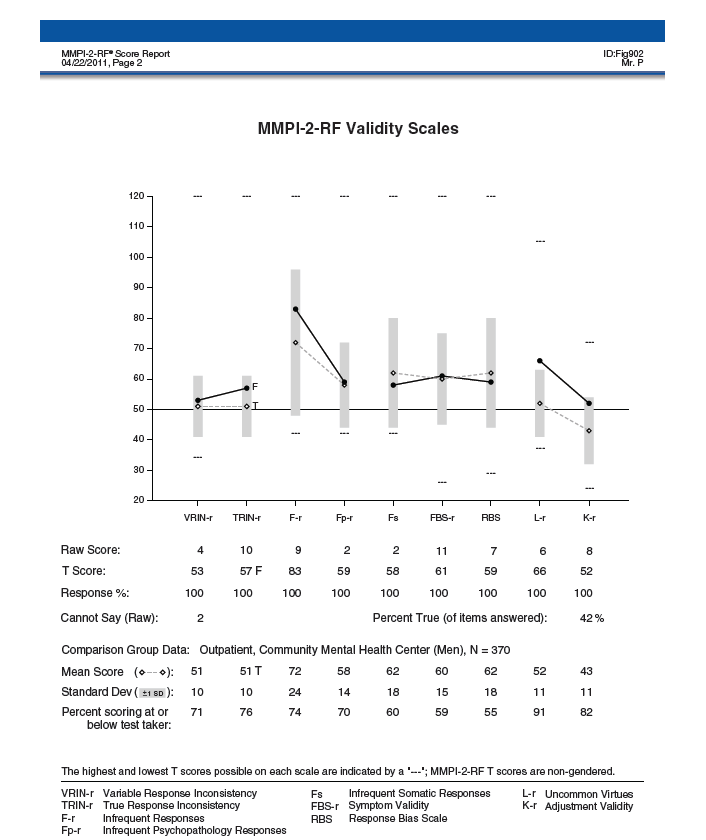 MMPI-2-RF® Score Report ID:Fig902
04/22/2011, Page 2 Mr. P
MMPI-2-RF Validity Scales
120 --- --- --- --- --- --- ---
110
---
100
90
80
70 ---
60
F
T
50
40 --- --- ---
---
30 ---
---
---
---
20
VRIN-r TRIN-r F-r Fp-r Fs FBS-r RBS L-r K-r
Raw Score: 4 10 9 2 2 11 7 6 8
T Score: 53 57 F 83 59 58 61 59 66 52
Response %: 100 100 100 100 100 100 100 100 100
Cannot Say (Raw): 2 Percent True (of items answered): 42 %
Comparison Group Data: Outpatient, Community Mental Health Center (Men), N = 370
Mean Score (◇---◇): 51 51 T 72 58 62 60 62 52 43
Standard Dev (±1 SD): 10 10 24 14 18 15 18 11 11
Percent scoring at or 71 76 74 70 60 59 55 91 82
below test taker:
The highest and lowest T scores possible on each scale are indicated by a "---"; MMPI-2-RF T scores are non-gendered.
VRIN-r Variable Response Inconsistency Fs Infrequent Somatic Responses L-r Uncommon Virtues
TRIN-r True Response Inconsistency FBS-r Symptom Validity K-r Adjustment Validity
F-r Infrequent Responses RBS Response Bias Scale
Fp-r Infrequent Psychopathology Responses